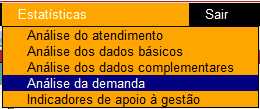 Estatísticas Sair
Análise do atendimento
Análise dos dados básicos
Análise dos dados complementares
Análise da demanda
Indicadores de apoio à gestão